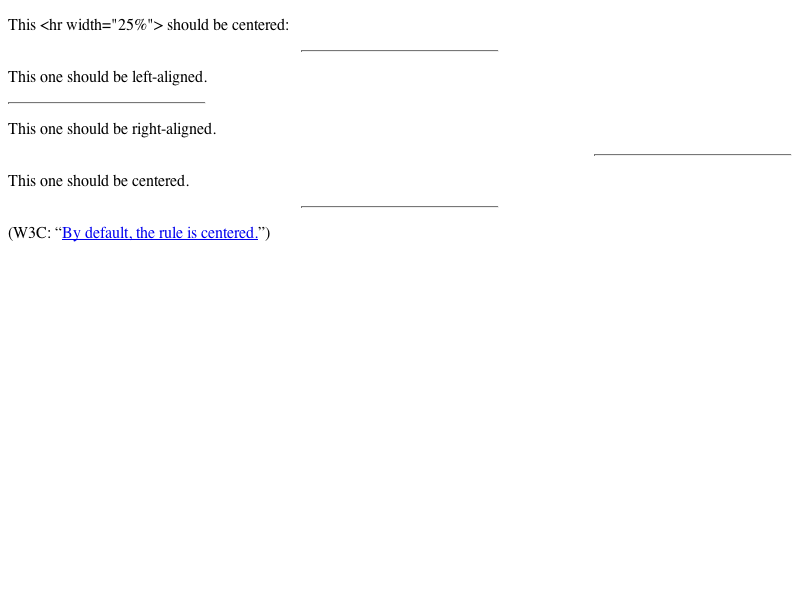 This <hr width="25%"> should be centered:
This one should be left-aligned.
This one should be right-aligned.
This one should be centered.
(W3C: “By default, the rule is centered.”)